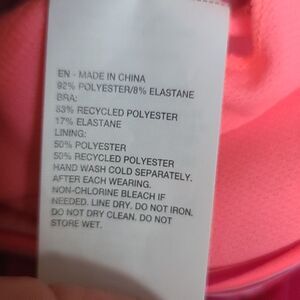 EN - MADE IN CHINA
92% POLYESTER/8% ELASTANE
BRA:
83% RECYCLED POLYESTER
17% ELASTANE
LINING:
50% POLYESTER
50% RECYCLED POLYESTER
HAND WASH COLD SEPARATELY.
AFTER EACH WEARING.
NON-CHLORINE BLEACH IF
NEEDED. LINE DRY. DO NOT IRON.
DO NOT DRY CLEAN. DO NOT
STORE WET.